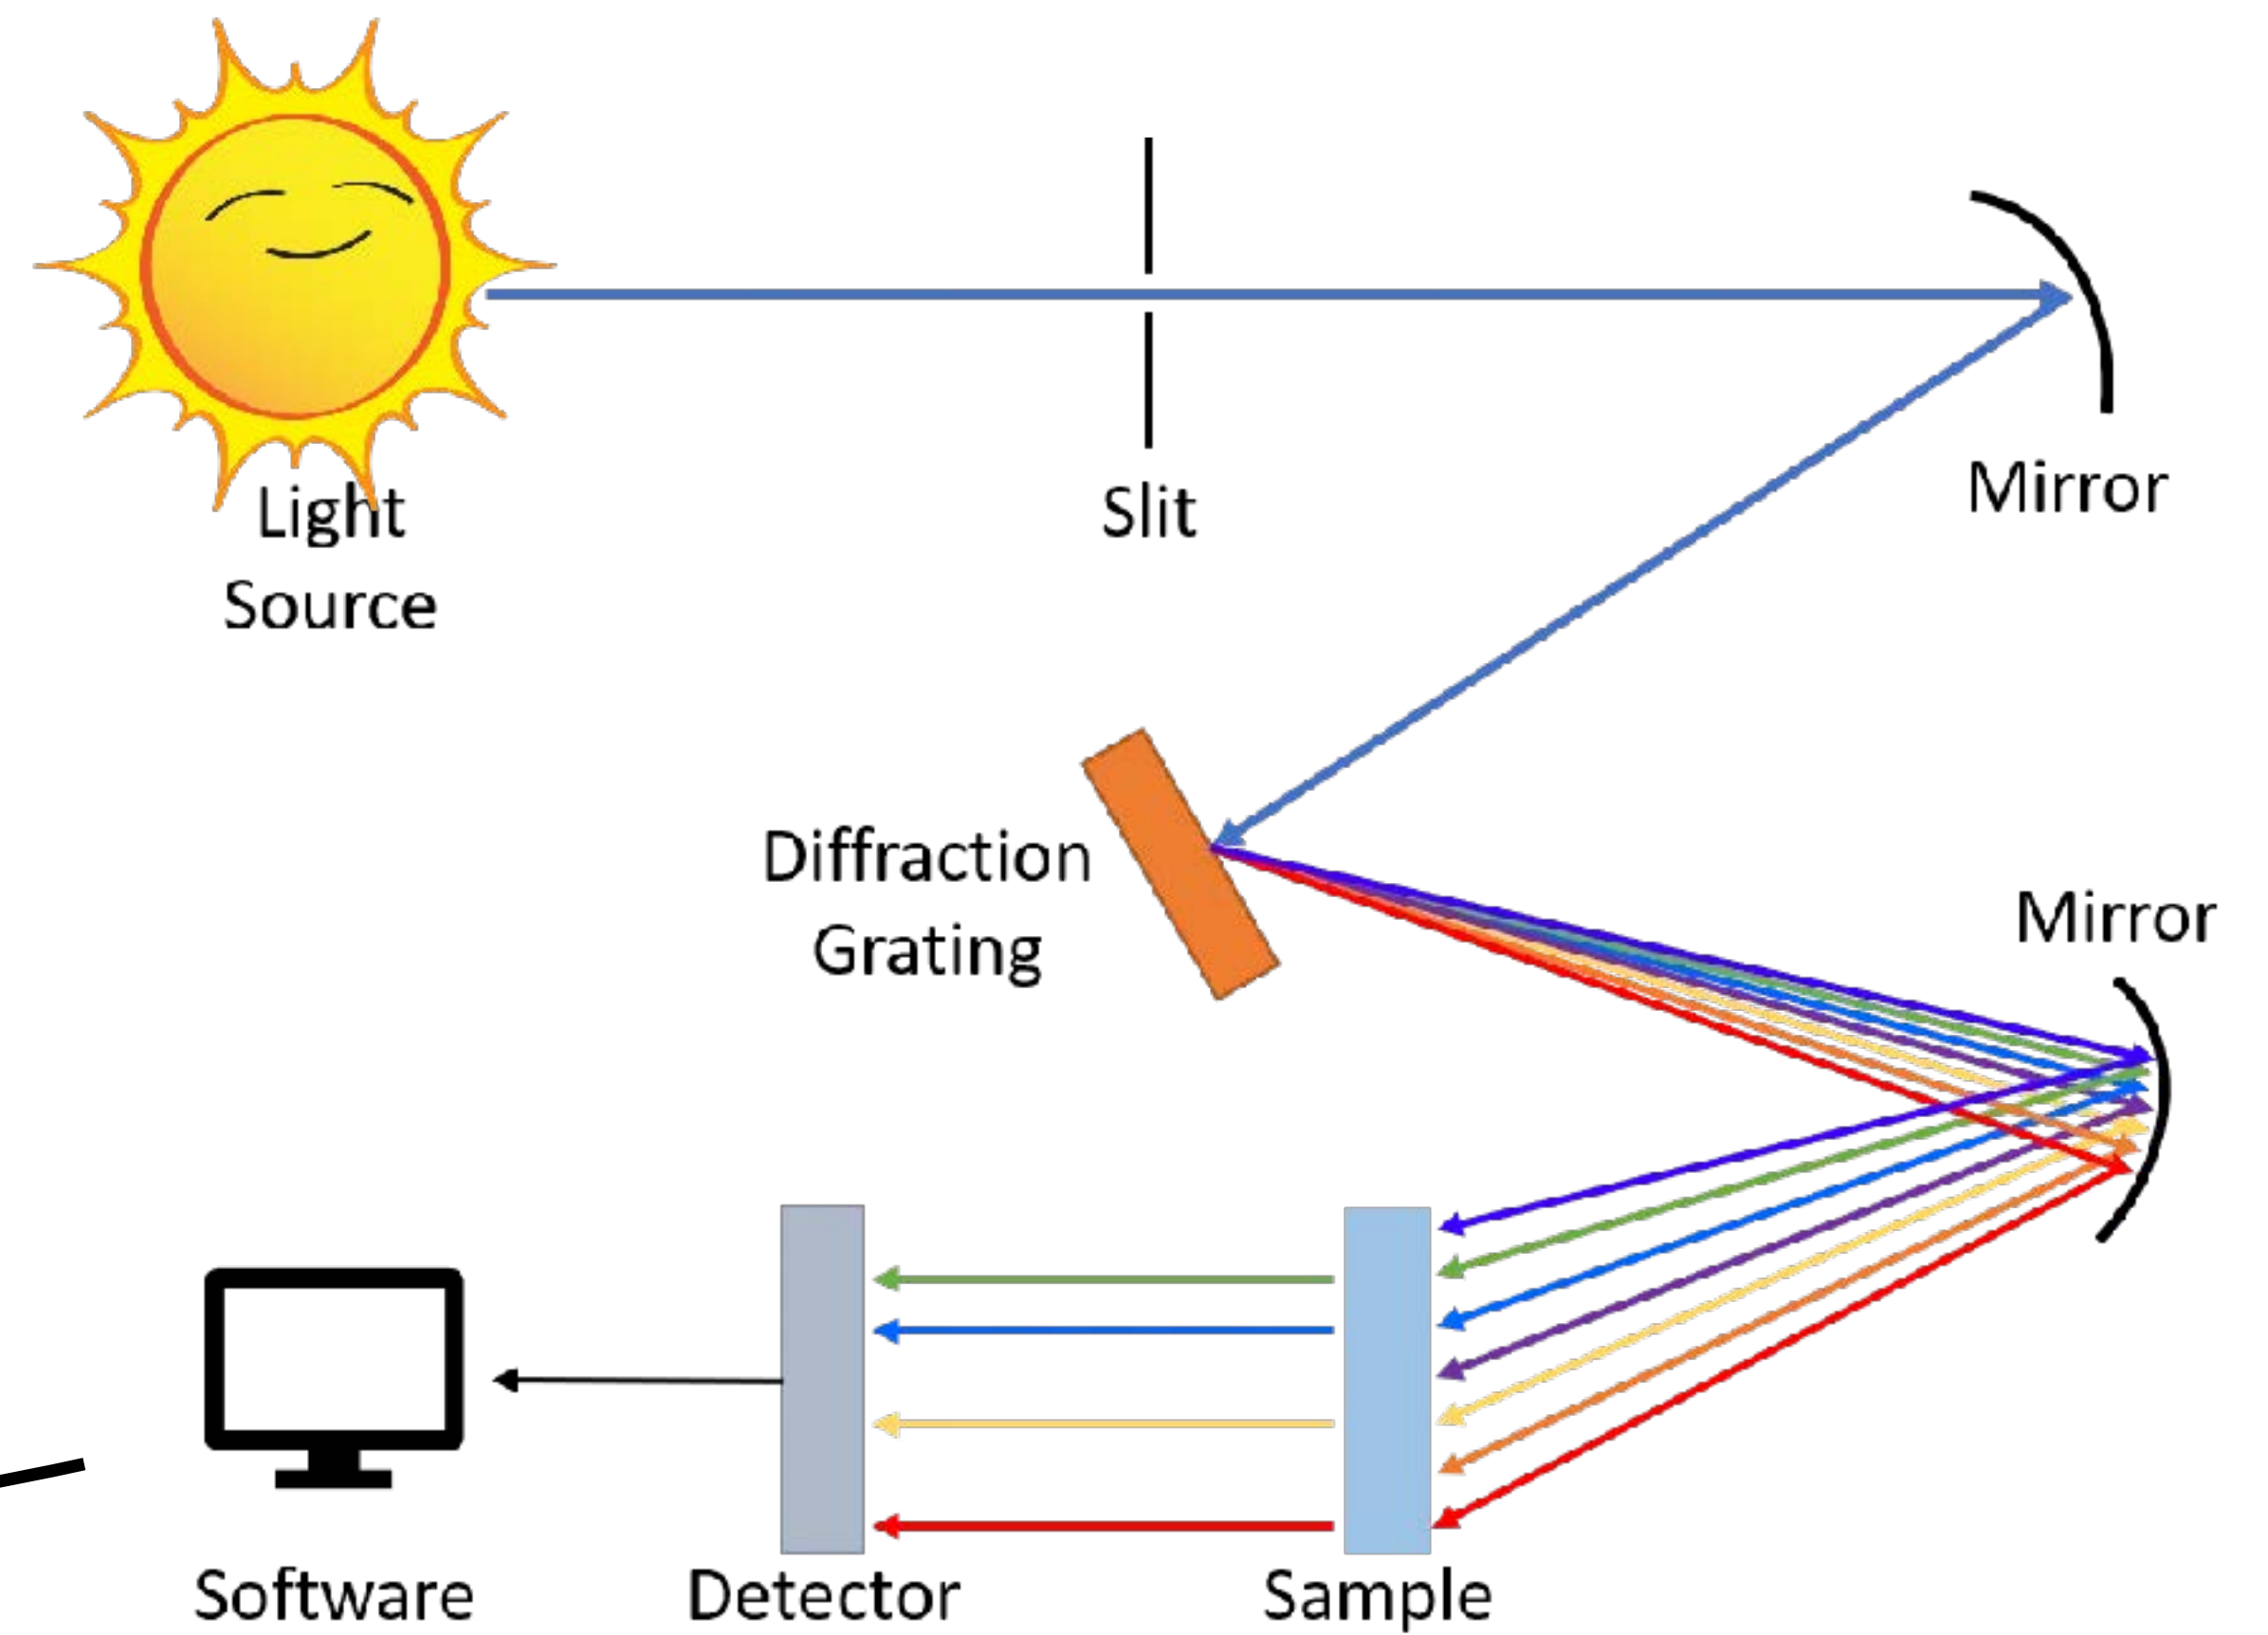 Light
Source
Slit
Mirror
Diffraction
Grating
Mirror
Software
Detector
Sample